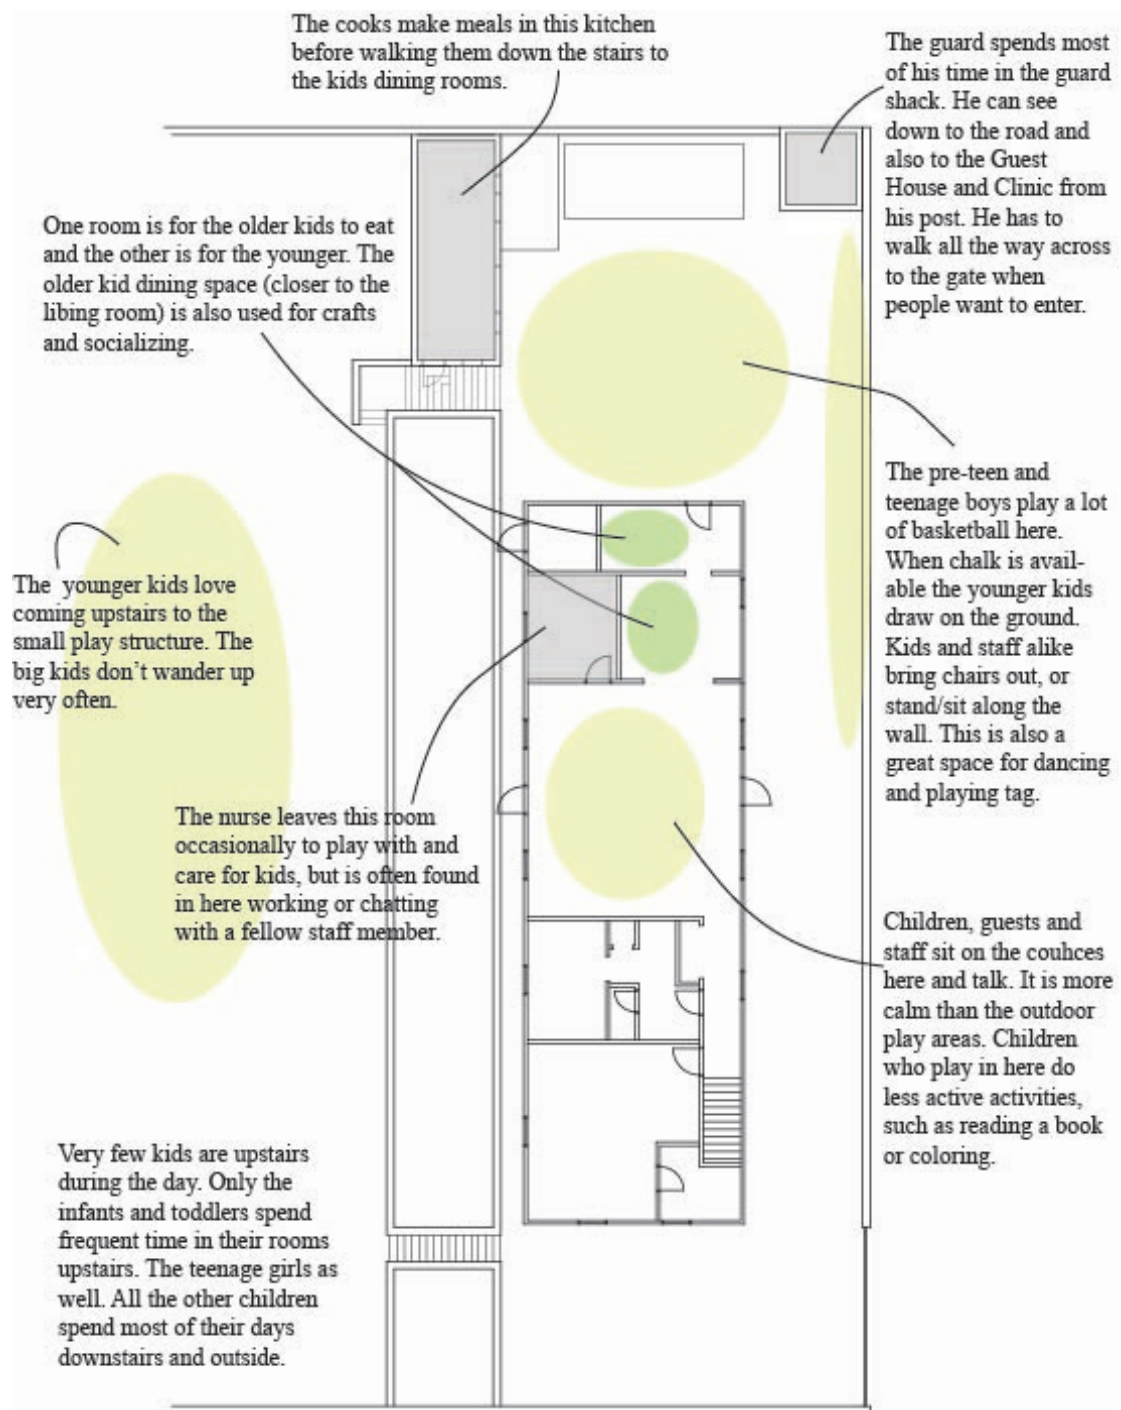 The cooks make meals in this kitchen
before walking them down the stairs to
the kids dining rooms.
The guard spends most
of his time in the guard
shack. He can see
down to the road and
also to the Guest
House and Clinic from
his post. He has to
walk all the way across
to the gate when
people want to enter.
One room is for the older kids to eat
and the other is for the younger. The
older kid dining space (closer to the
libing room) is also used for crafts
and socializing.
The pre-teen and
teenage boys play a lot
of basketball here.
When chalk is avail-
able the younger kids
draw on the ground.
Kids and staff alike
bring chairs out, or
stand/sit along the
wall. This is also a
great space for dancing
and playing tag.
The younger kids love
coming upstairs to the
small play structure. The
big kids don't wander up
very often.
The nurse leaves this room
occasionally to play with and
care for kids, but is often found
in here working or chatting
with a fellow staff member.
Children, guests and
staff sit on the couhces
here and talk. It is more
calm than the outdoor
play areas. Children
who play in here do
less active activities,
such as reading a book
or coloring.
Very few kids are upstairs
during the day. Only the
infants and toddlers spend
frequent time in their rooms
upstairs. The teenage girls as
well. All the other children
spend most of their days
downstairs and outside.